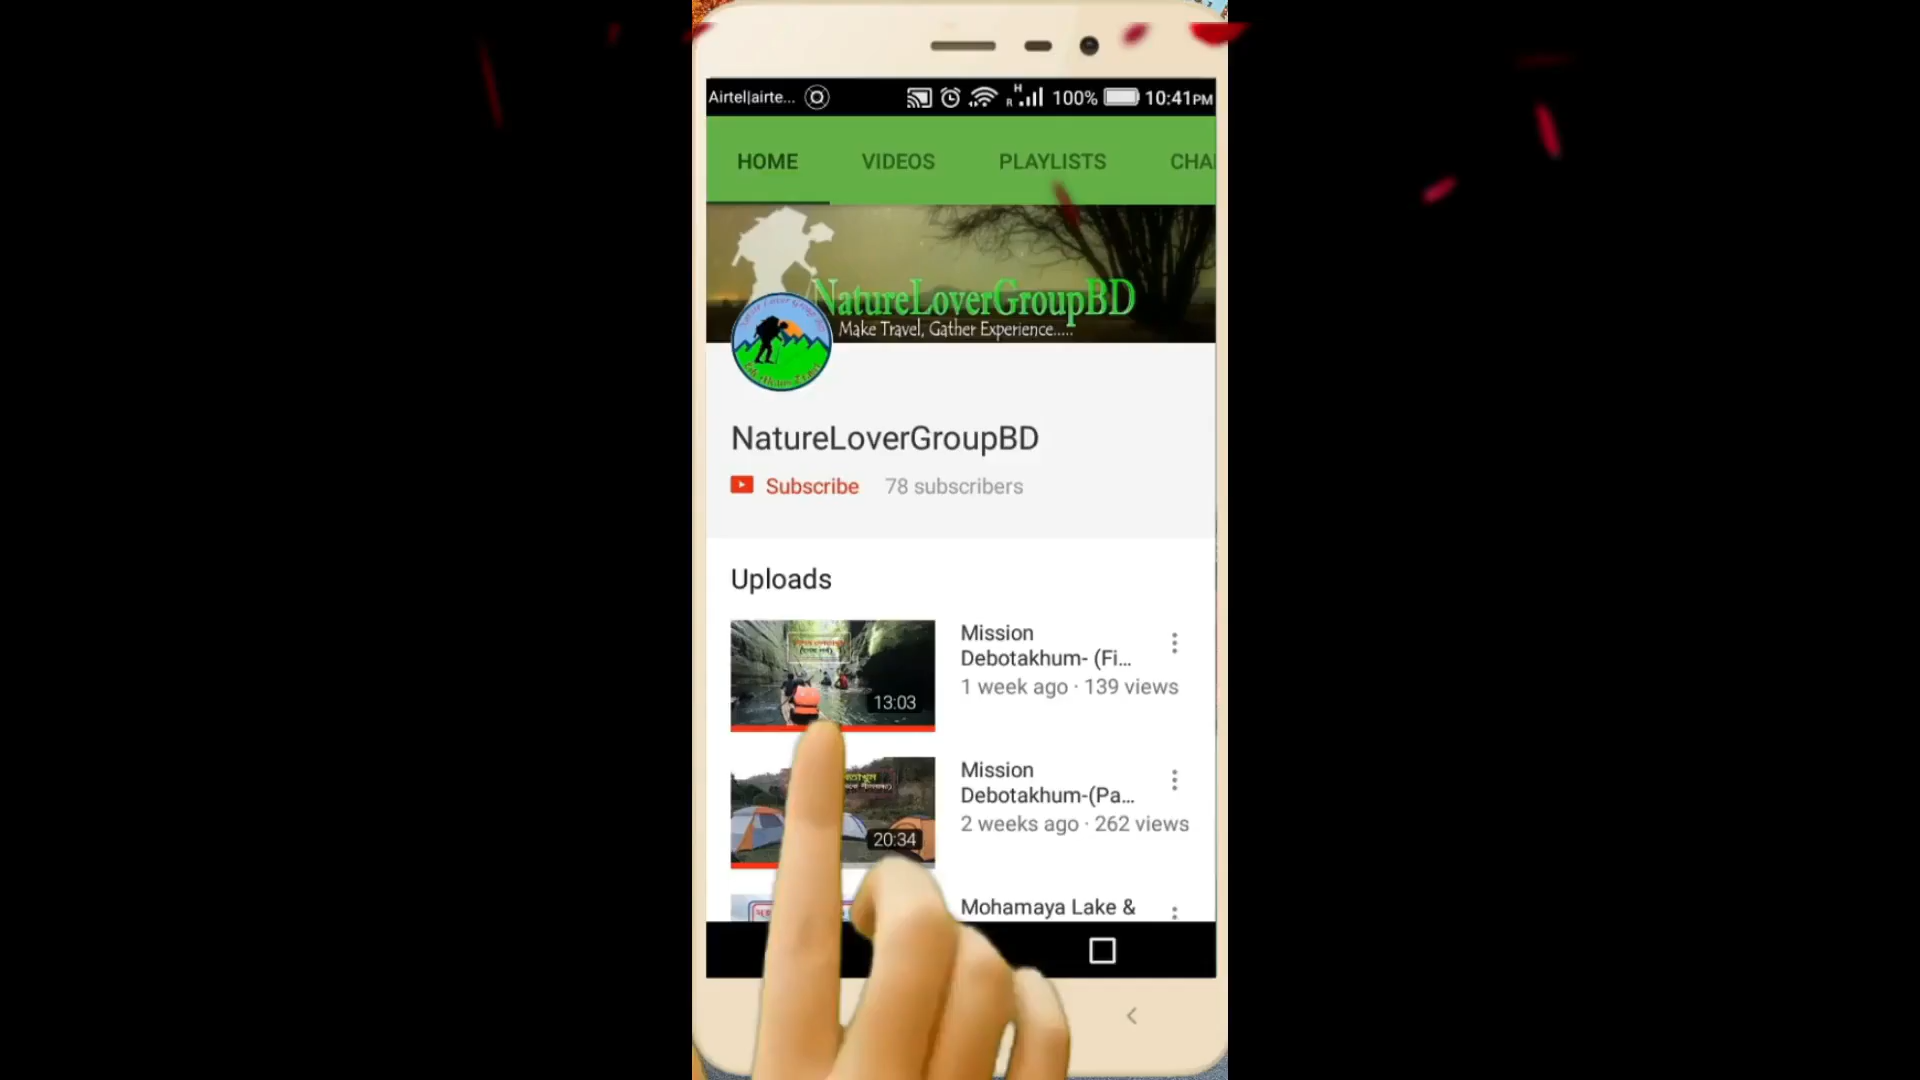 Airtel|airte...
R H 100% 10:41PM
HOME VIDEOS PLAYLISTS CHA
NatureLoverGroupBD
Make Travel, Gather Experience.....
NatureLoverGroupBD
Subscribe 78 subscribers
Uploads
Mission
Debotakhum- (Fi...
1 week ago · 139 views
13:03
Mission
Debotakhum-(Pa...
2 weeks ago · 262 views
20:34
Mohamaya Lake &